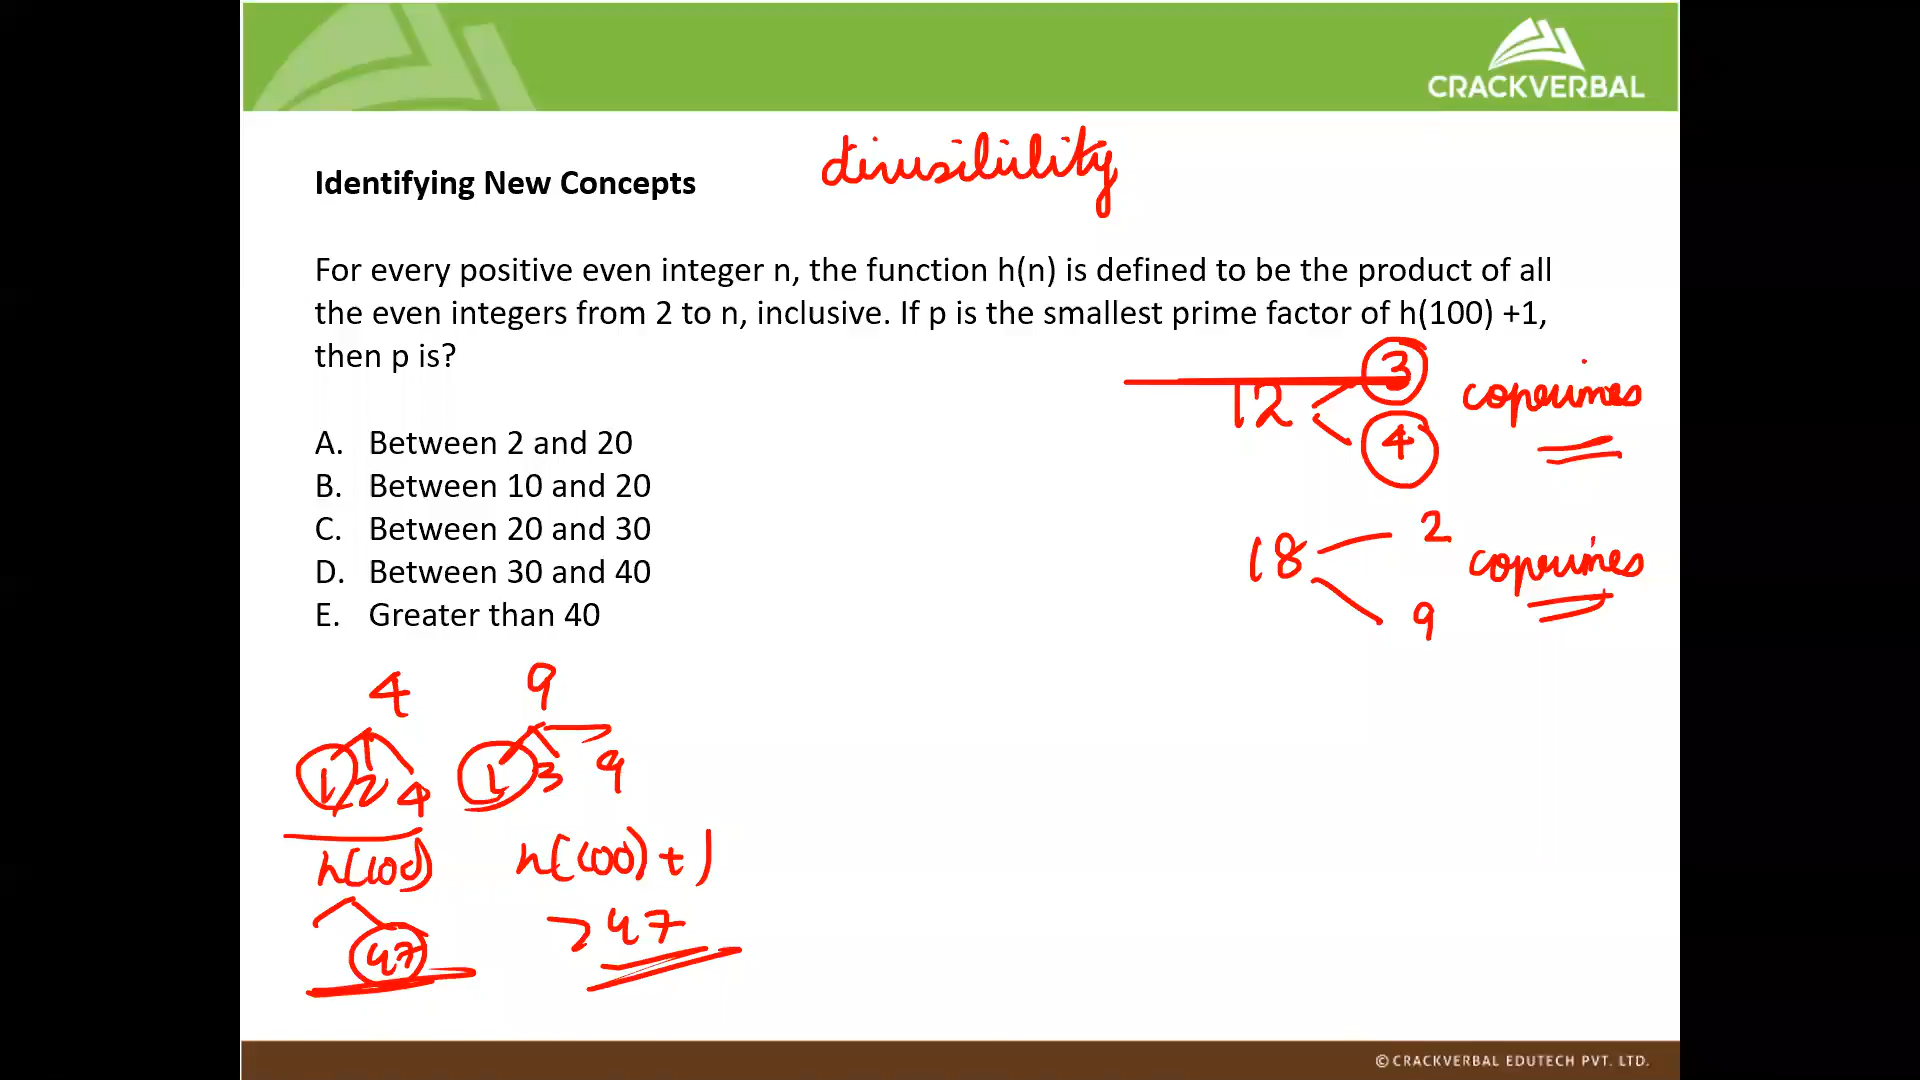 CRACKVERBAL
divisibility
Identifying New Concepts
For every positive even integer n, the function h(n) is defined to be the product of all
the even integers from 2 to n, inclusive. If p is the smallest prime factor of h(100) +1,
then p is?
12 3 4 coprimes
A. Between 2 and 20
B. Between 10 and 20
C. Between 20 and 30
D. Between 30 and 40
E. Greater than 40
18 2 9 coprimes
4 9
1 2 4 1 3 9
h(100) h(100)+1
47 >47
©CRACKVERBAL EDUTECH PVT. LTD.